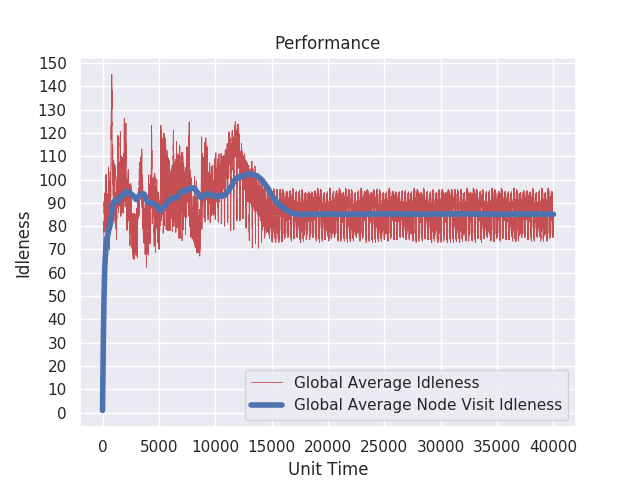 Performance
150
140
130
120
110
100
90
80
70
60
50
40
30
20
10
0
Idleness
Global Average Idleness
Global Average Node Visit Idleness
0 5000 10000 15000 20000 25000 30000 35000 40000
Unit Time